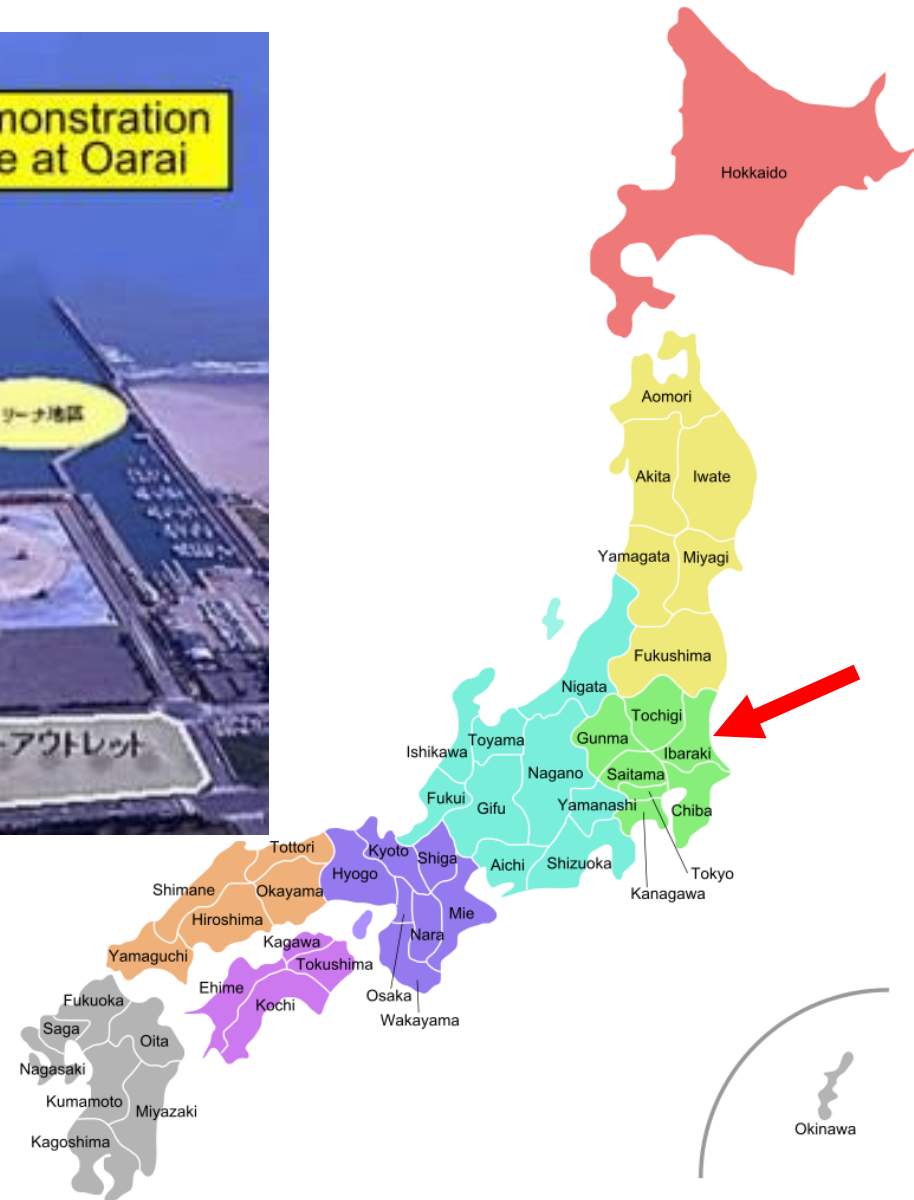 monstration
e at Oarai
リーナ地区
-アウトレット
Hokkaido
Aomori
Akita
Iwate
Yamagata
Miyagi
Fukushima
Nigata
Tochigi
Gunma
Ibaraki
Ishikawa
Toyama
Nagano
Saitama
Fukui
Gifu
Yamanashi
Chiba
Aichi
Shizuoka
Tokyo
Kanagawa
Tottori
Kyoto
Shiga
Hyogo
Shimane
Okayama
Hiroshima
Mie
Nara
Kagawa
Yamaguchi
Tokushima
Ehime
Kochi
Osaka
Wakayama
Fukuoka
Saga
Oita
Nagasaki
Kumamoto
Miyazaki
Kagoshima
Okinawa